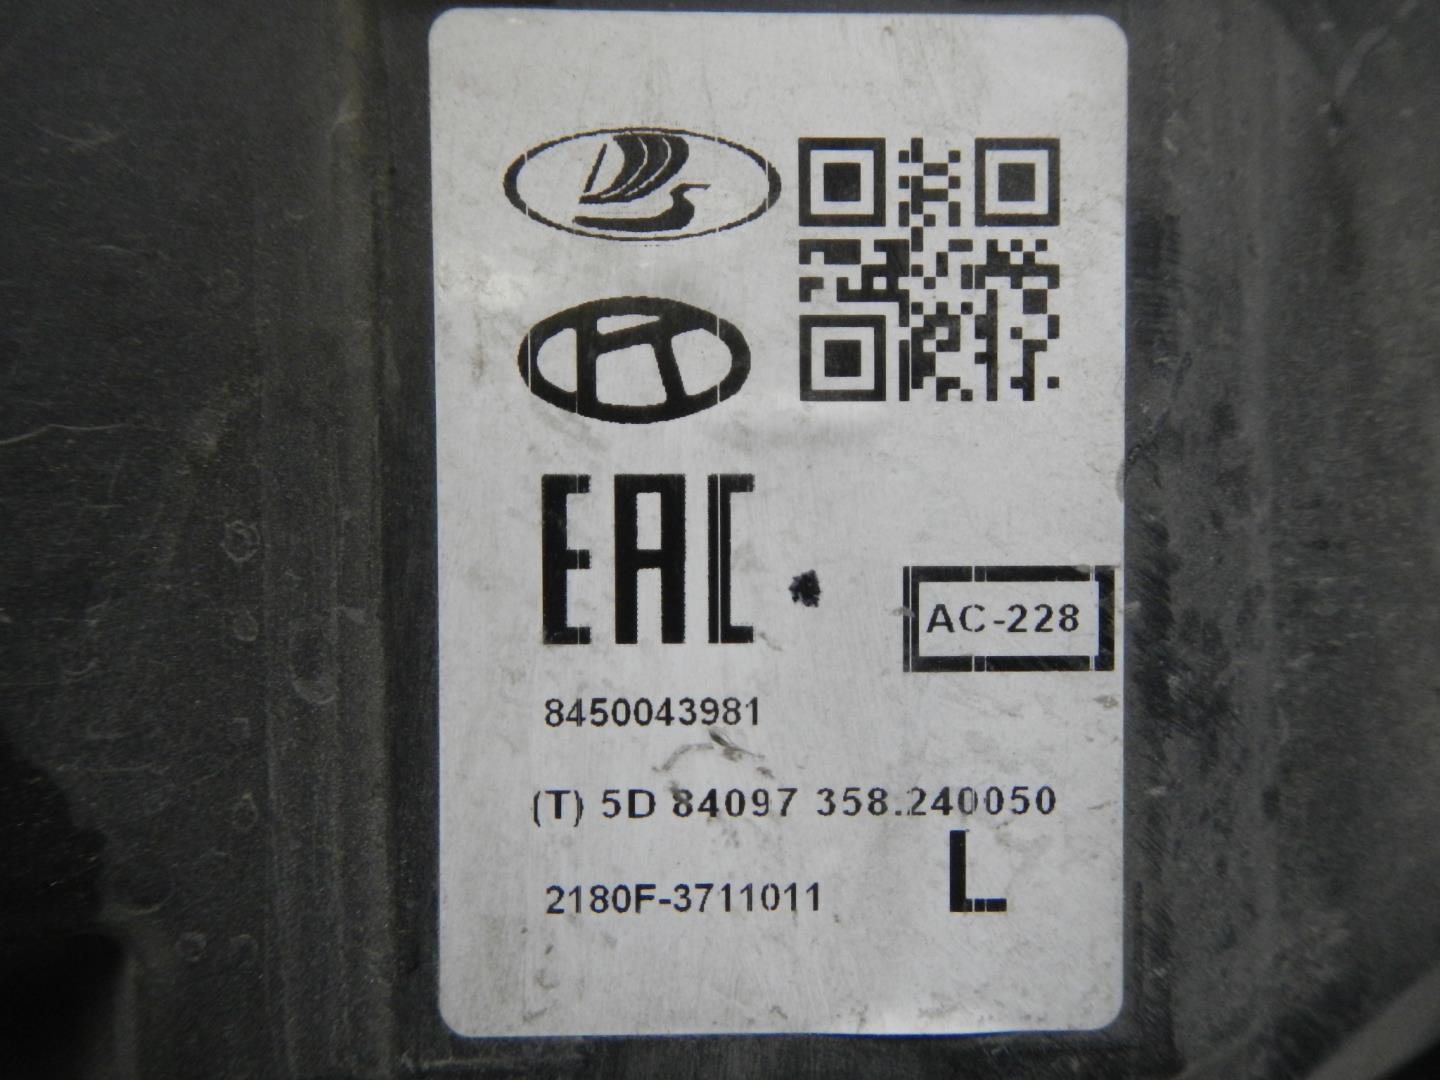 EAC
AC-228
8450043981
(T) 5D 84097 358.240050
L
2180F-3711011